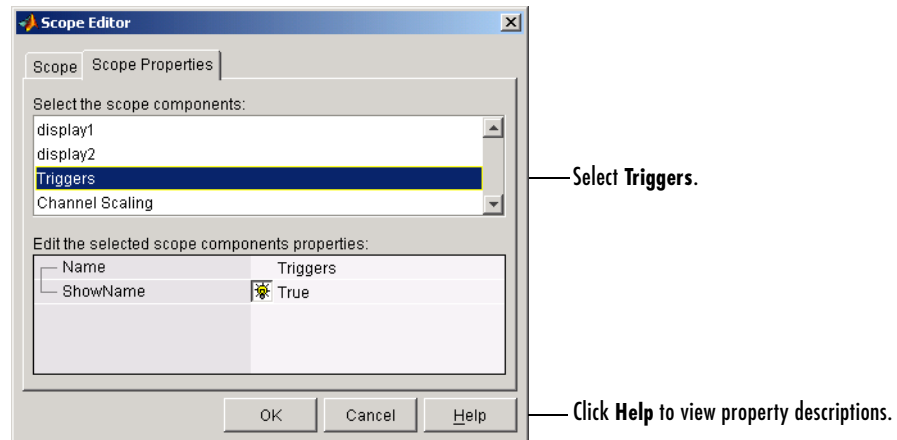 Scope Editor
Scope Scope Properties
Select the scope components:
display1
display2
Triggers
Channel Scaling
Select Triggers.
Edit the selected scope components properties:
Name Triggers
ShowName True
OK Cancel Help
Click Help to view property descriptions.